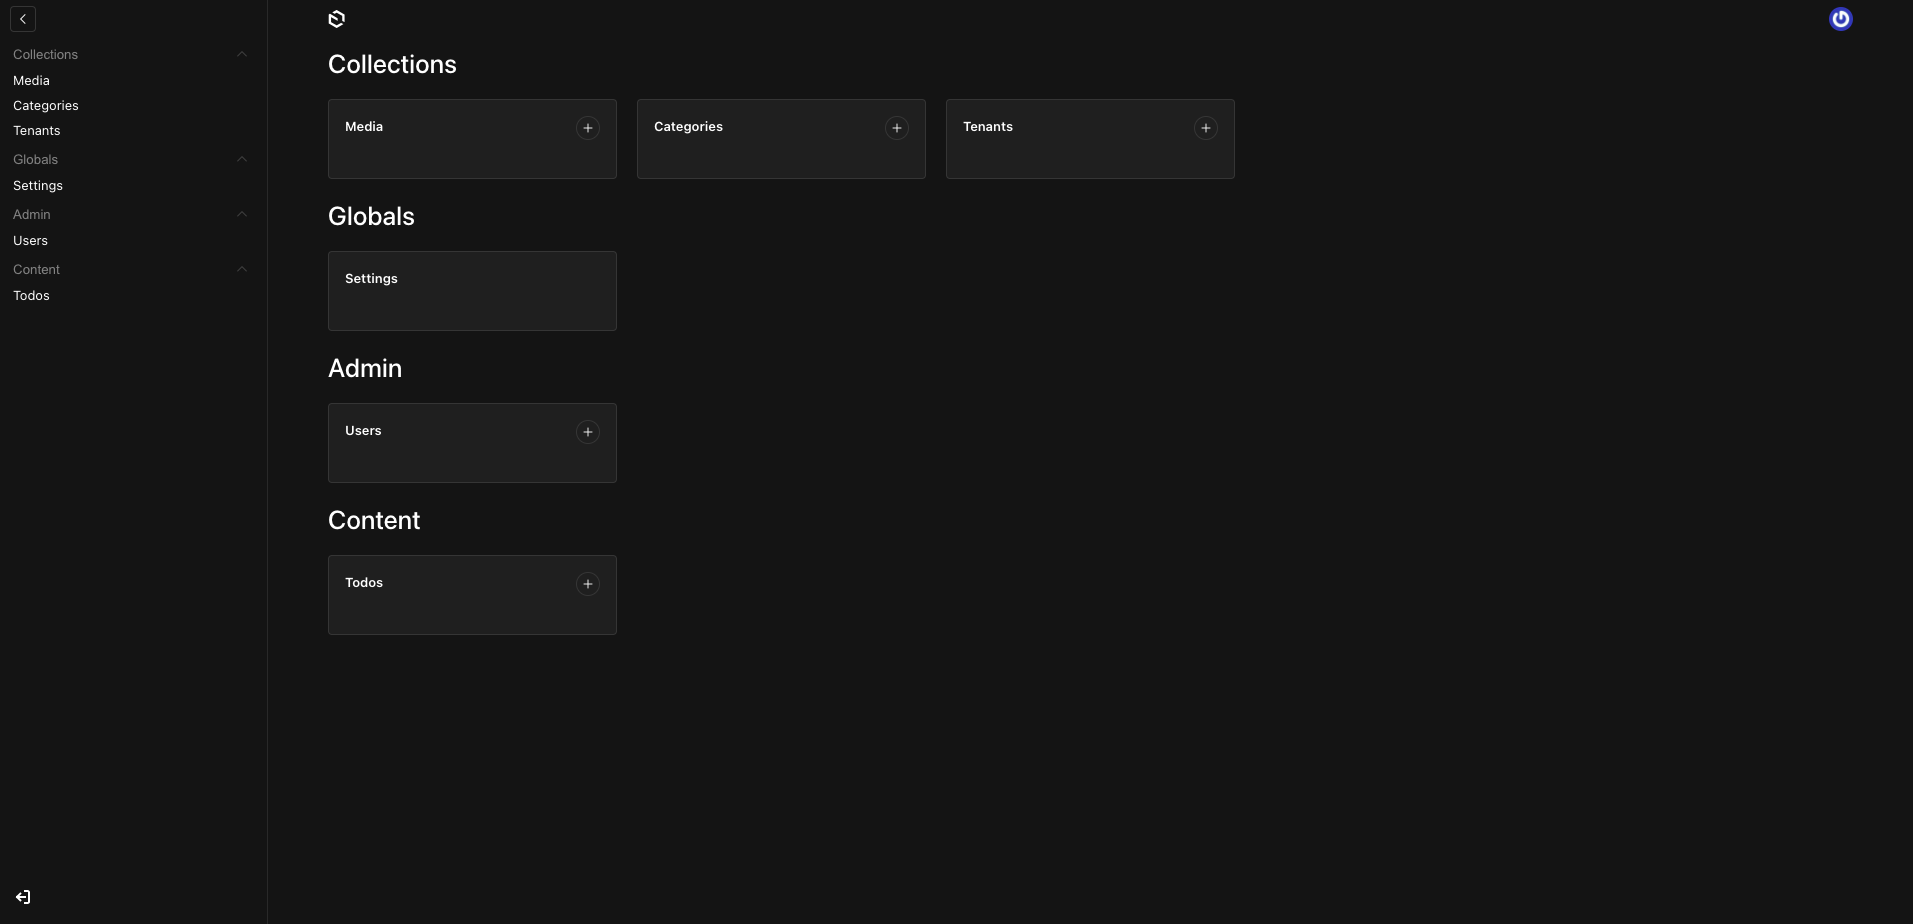 Collections
Media
Categories
Tenants
Globals
Settings
Admin
Users
Content
Todos
Collections
Media
Categories
Tenants
Globals
Settings
Admin
Users
Content
Todos